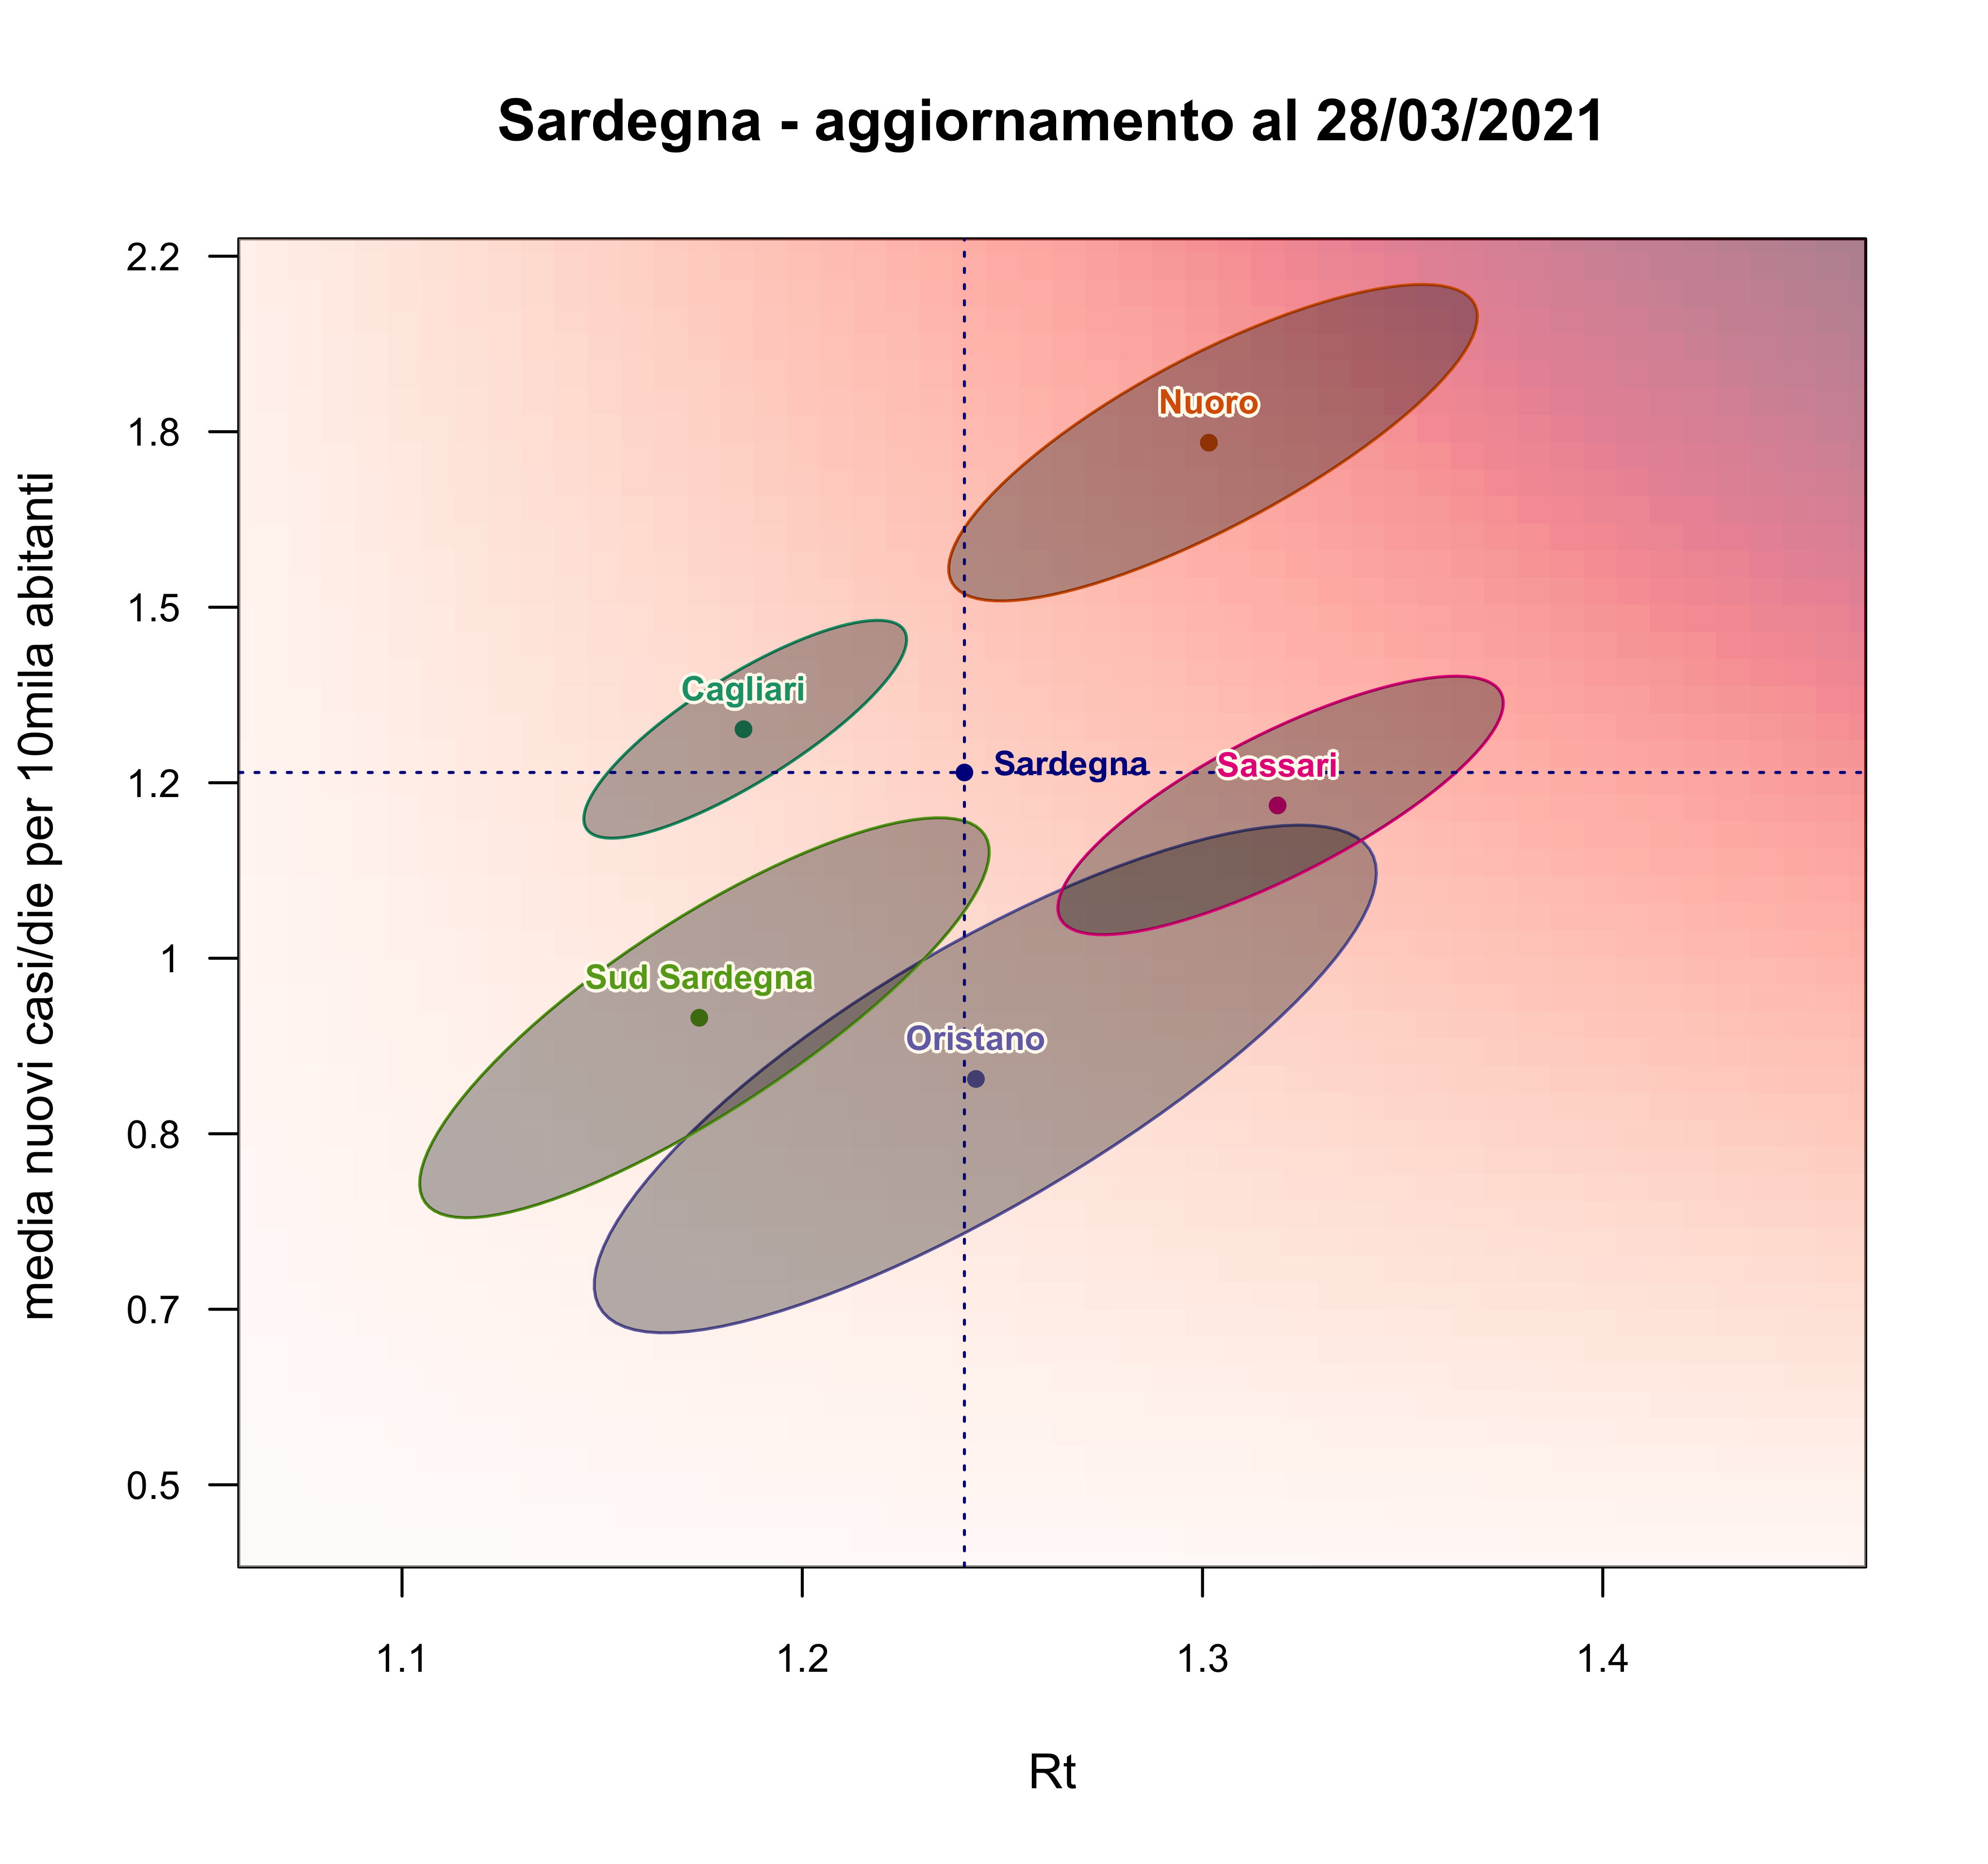 Sardegna - aggiornamento al 28/03/2021
media nuovi casi/die per 10mila abitanti
2.2
1.8
1.5
1.2
1
0.8
0.7
0.5
Nuoro
Cagliari
Sardegna
Sassari
Sud Sardegna
Oristano
1.1
1.2
1.3
1.4
Rt